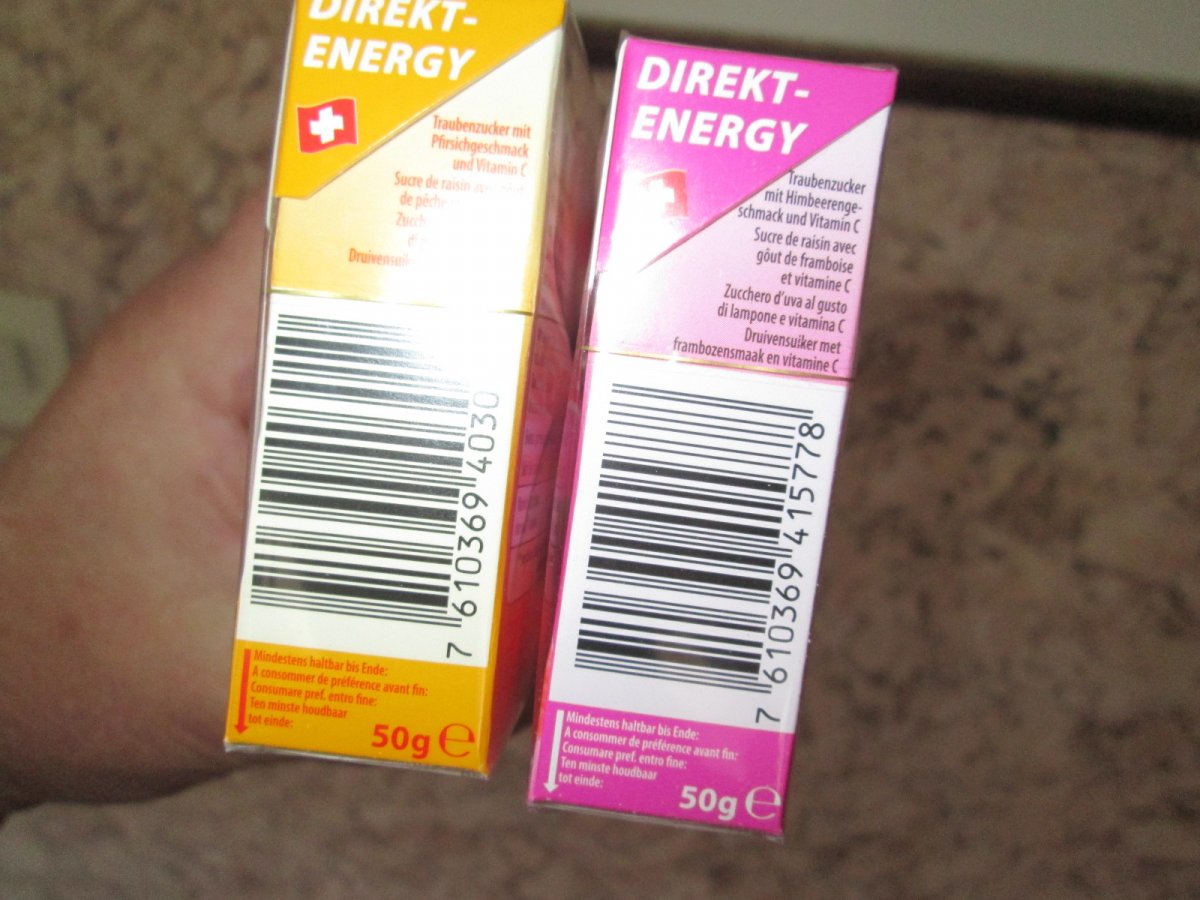 DIREKT-
ENERGY
Traubenzucker mit
Pfirsichgeschmack
und Vitamin C
Sucre de raisin avec goût
de pêche
7 610369 4030
Mindestens haltbar bis Ende:
A consommer de préférence avant fin:
Consumare pref. entro fine:
Ten minste houdbaar
tot einde:
50g ℮
DIREKT-
ENERGY
Traubenzucker
mit Himbeerenge-
schmack und Vitamin C
Sucre de raisin avec
gôut de framboise
et vitamine C
Zucchero d'uva al gusto
di lampone e vitamina C
Druivensuiker met
frambozensmaak en vitamine C
7 610369 415778
Mindestens haltbar bis Ende:
A consommer de préférence avant fin:
Consumare pref. entro fine:
Ten minste houdbaar
tot einde:
50g ℮